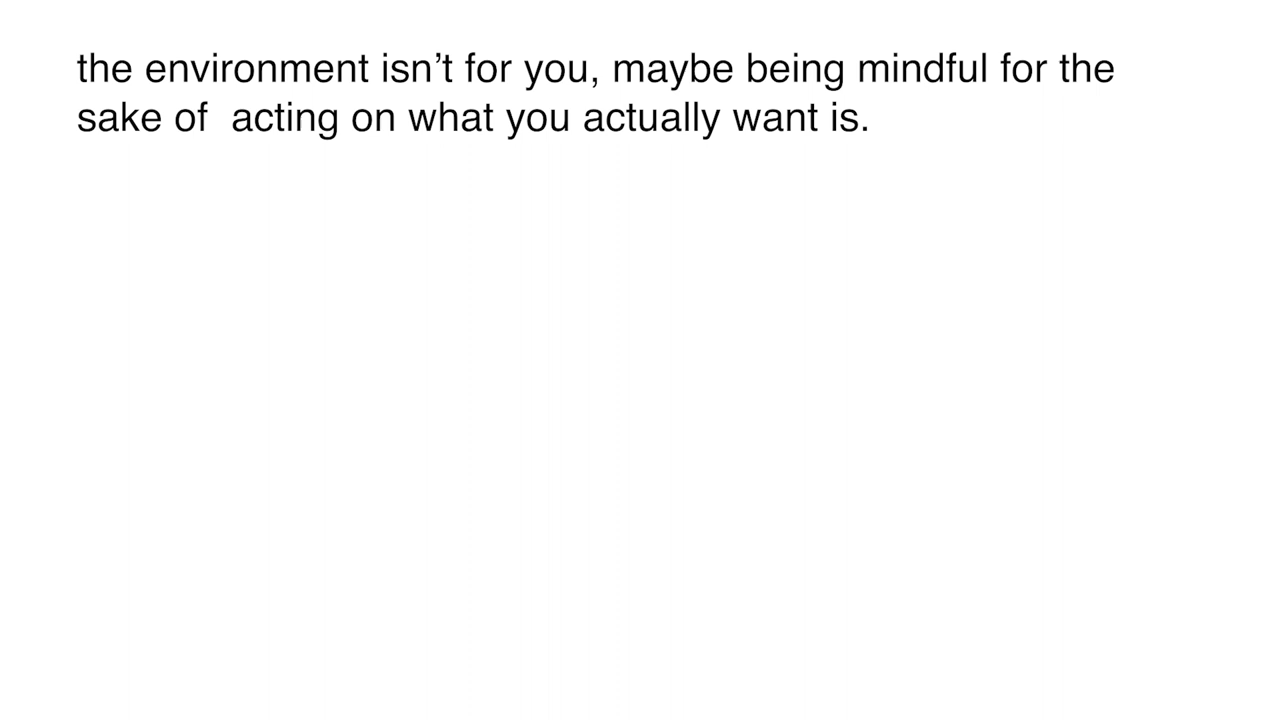 the environment isn’t for you, maybe being mindful for the
sake of  acting on what you actually want is.